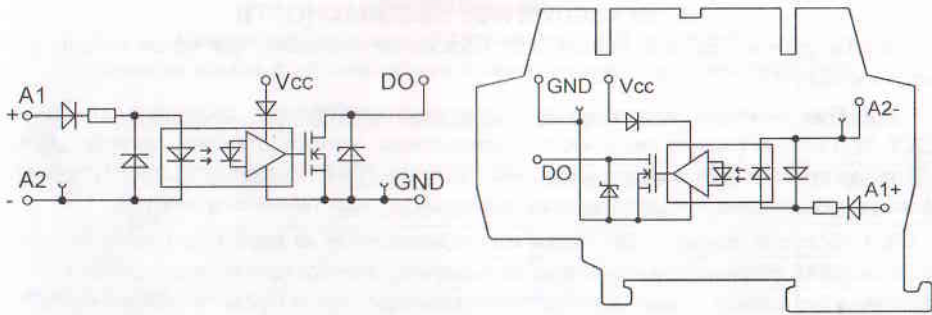 A1
+
A2
-
Vcc
DO
GND
GND
Vcc
A2-
DO
A1+